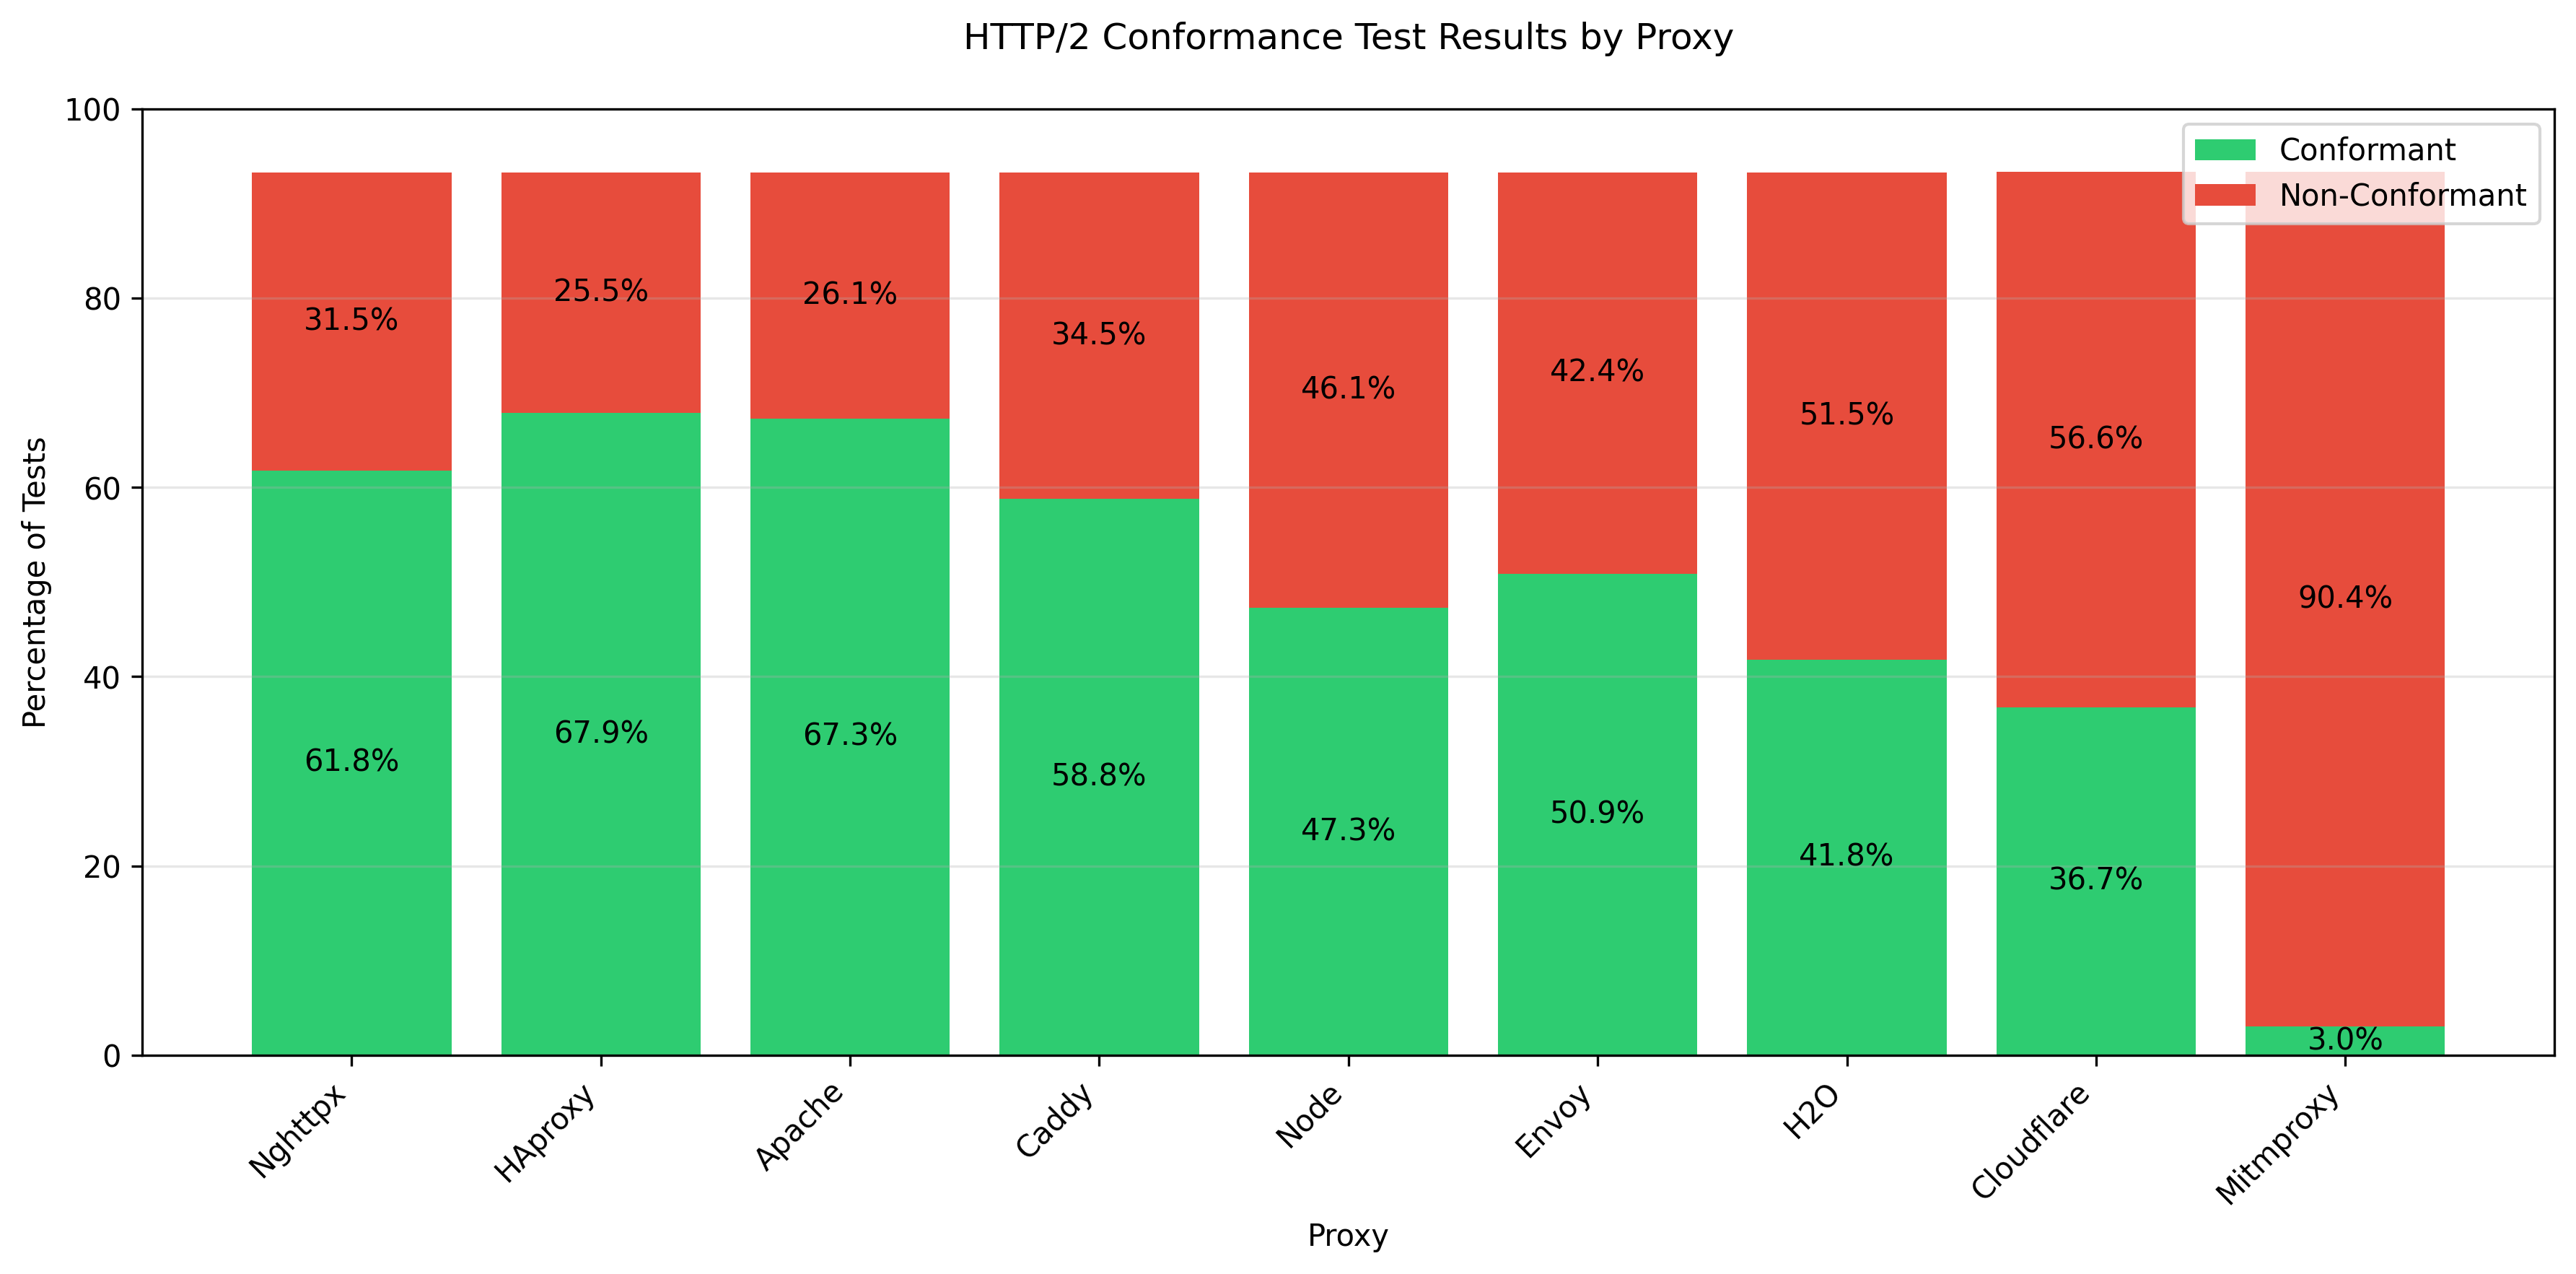 HTTP/2 Conformance Test Results by Proxy
Percentage of Tests
100
80
60
40
20
0
Conformant
Non-Conformant
31.5%
25.5%
26.1%
34.5%
46.1%
42.4%
51.5%
56.6%
90.4%
61.8%
67.9%
67.3%
58.8%
47.3%
50.9%
41.8%
36.7%
3.0%
Nghttpx
HAproxy
Apache
Caddy
Node
Envoy
H2O
Cloudflare
Mitmproxy
Proxy